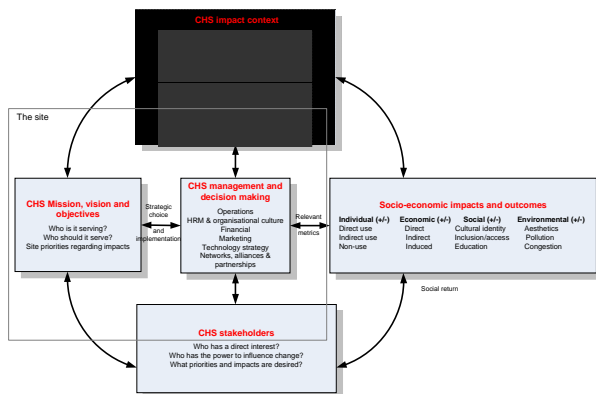 CHS impact context
The site
CHS Mission, vision and
objectives
Who is it serving?
Who should it serve?
Site priorities regarding impacts
Strategic
choice
and
implementation
CHS management and
decision making
Operations
HRM & organisational culture
Financial
Marketing
Technology strategy
Networks, alliances &
partnerships
Relevant
metrics
Socio-economic impacts and outcomes
Individual (+/-) Economic (+/-) Social (+/-) Environmental (+/-)
Direct use Direct Cultural identity Aesthetics
Indirect use Indirect Inclusion/access Pollution
Non-use Induced Education Congestion
Social return
CHS stakeholders
Who has a direct interest?
Who has the power to influence change?
What priorities and impacts are desired?